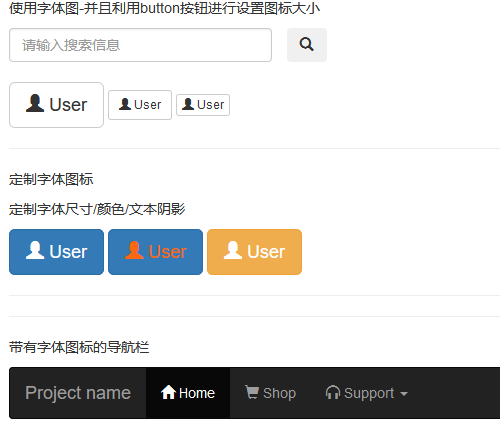 使用字体图-并且利用button按钮进行设置图标大小
请输入搜索信息
User User User
定制字体图标
定制字体尺寸/颜色/文本阴影
User User User
带有字体图标的导航栏
Project name Home Shop Support